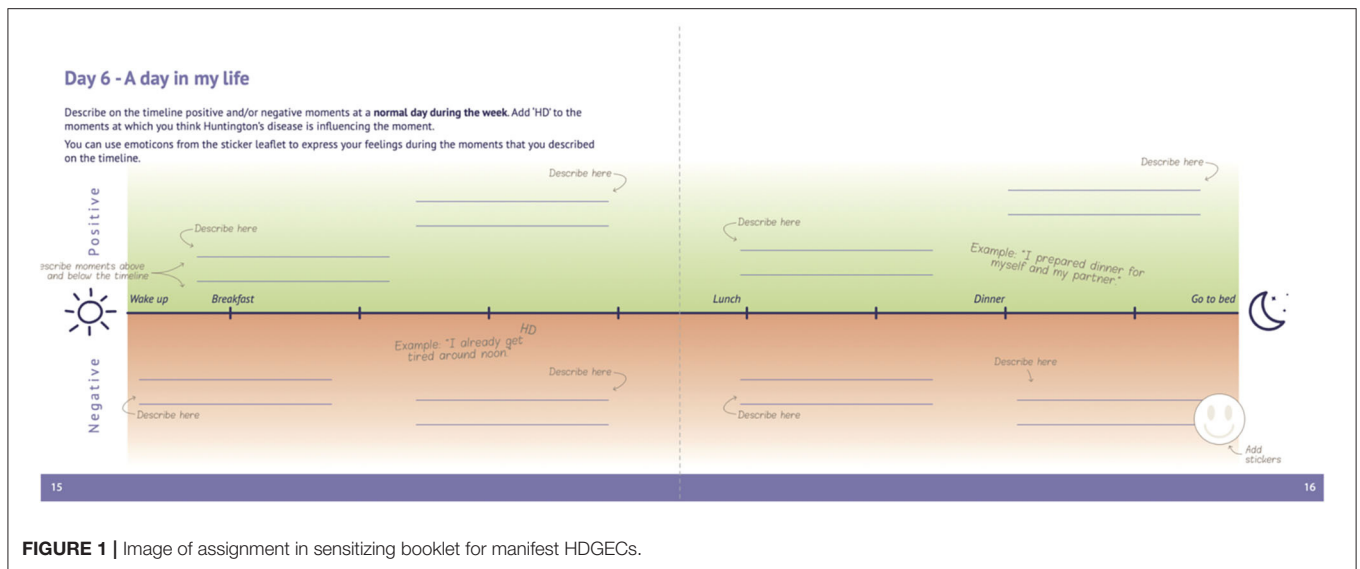 Day 6 - A day in my life
Describe on the timeline positive and/or negative moments at a normal day during the week. Add 'HD' to the
moments at which you think Huntington's disease is influencing the moment.
You can use emoticons from the sticker leaflet to express your feelings during the moments that you described
on the timeline.
Positive
Describe here
Describe here
Describe here
Describe here
escribe moments above
and below the timeline
Example: "I prepared dinner for
myself and my partner."
Wake up
Breakfast
Lunch
Dinner
Go to bed
Negative
HD
Example: "I already get
tired around noon"
Describe here
Describe here
Describe here
Describe here
Add
stickers
15
16
FIGURE 1 | Image of assignment in sensitizing booklet for manifest HDGECs.